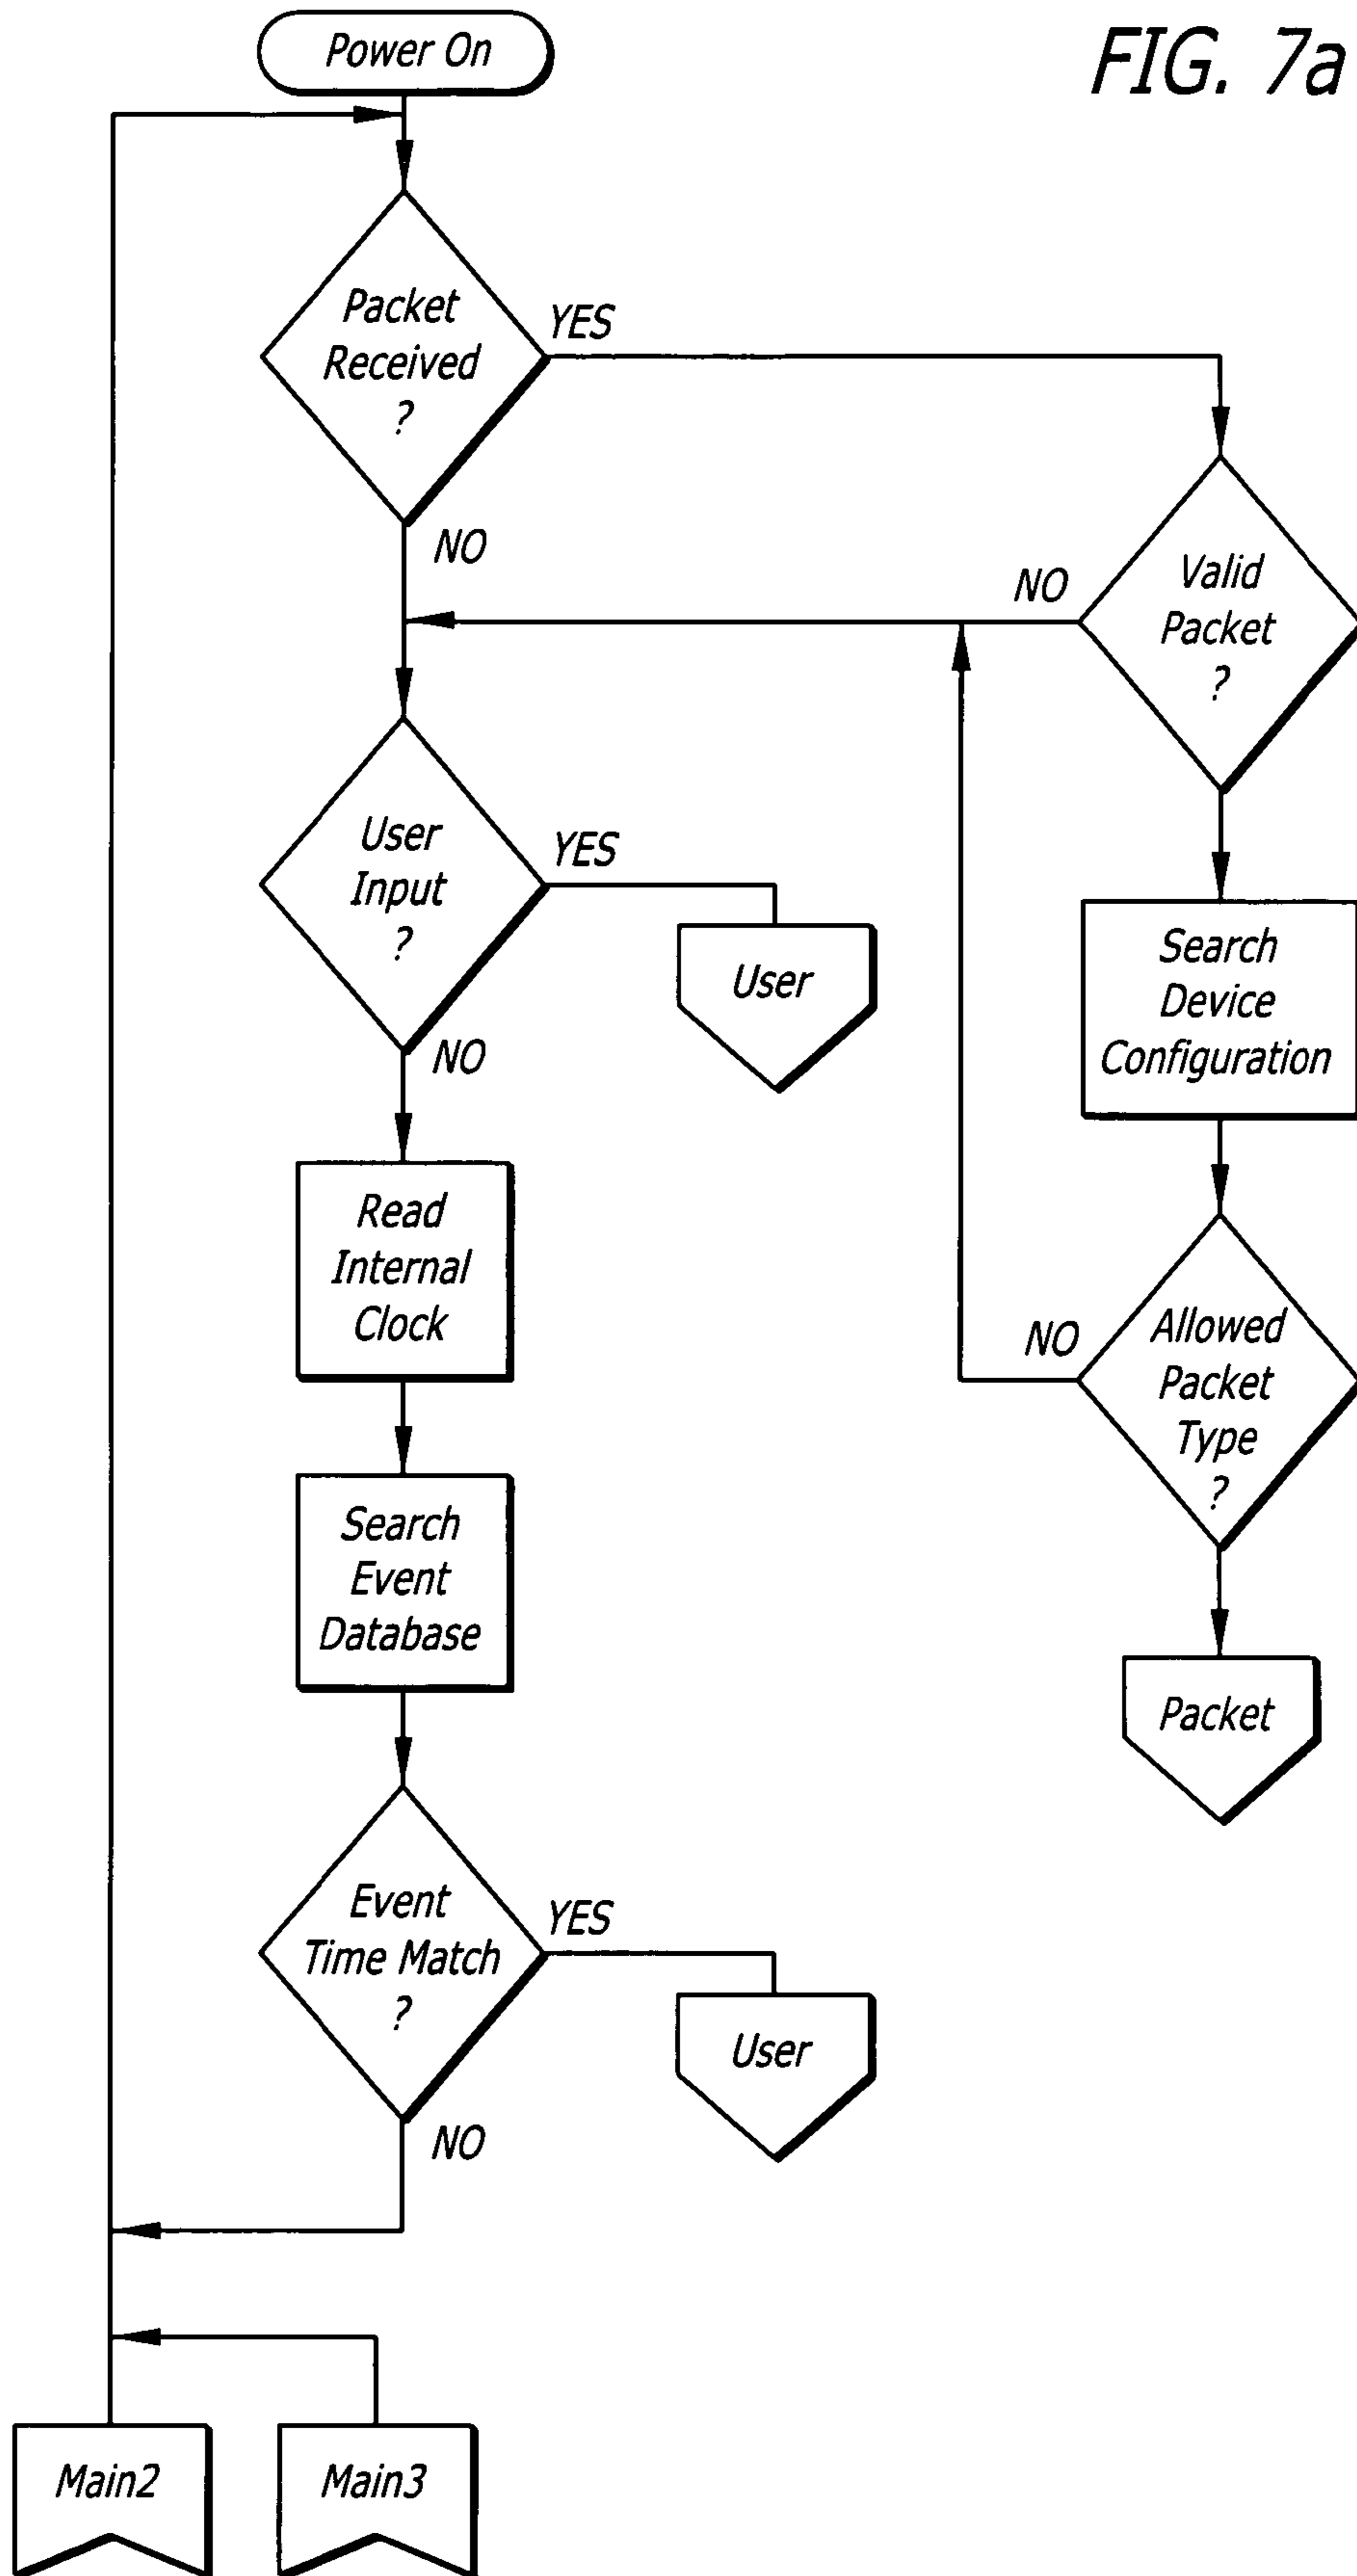 FIG. 7a
Power On
Packet
Received
?
YES
NO
Valid
Packet
?
NO
User
Input
?
YES
NO
User
Search
Device
Configuration
Read
Internal
Clock
Allowed
Packet
Type
?
NO
Search
Event
Database
Packet
Event
Time Match
?
YES
NO
User
Main2
Main3